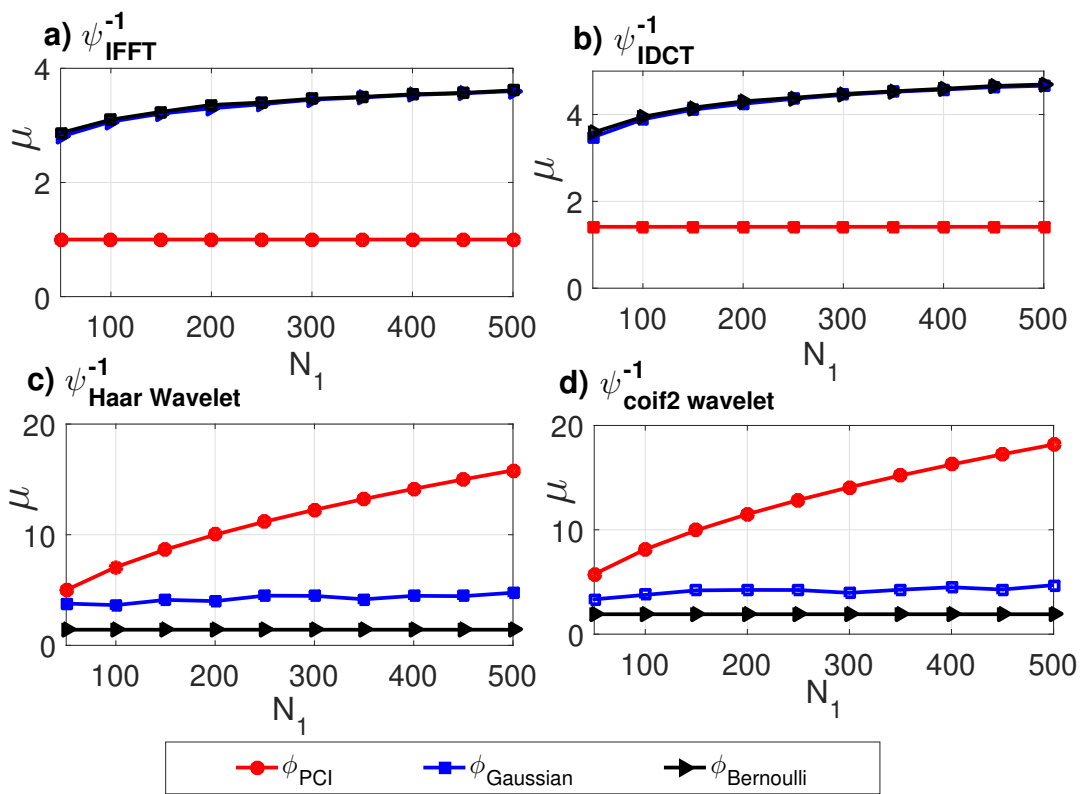 a) ψ⁻¹IFFT
b) ψ⁻¹IDCT
4
2
0
μ
100 200 300 400 500
N₁
4
2
0
μ
100 200 300 400 500
N₁
c) ψ⁻¹Haar Wavelet
d) ψ⁻¹coif2 wavelet
20
10
0
μ
100 200 300 400 500
N₁
20
10
0
μ
100 200 300 400 500
N₁
ϕPCI ϕGaussian ϕBernoulli